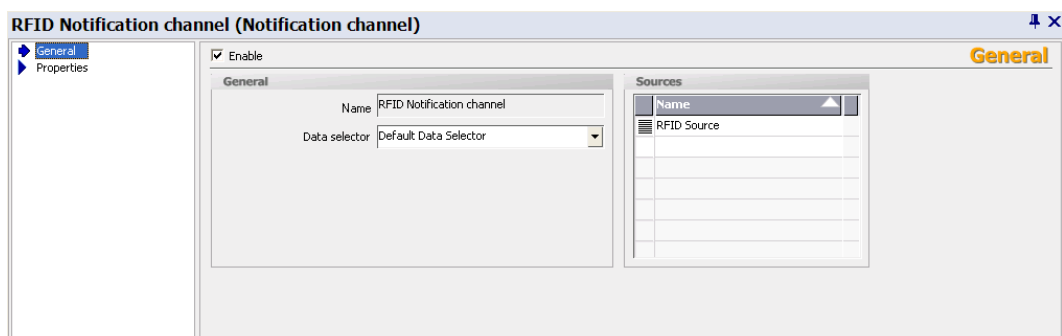 RFID Notification channel (Notification channel)
General
Properties
Enable
General
General
Name RFID Notification channel
Data selector Default Data Selector
Sources
Name
RFID Source